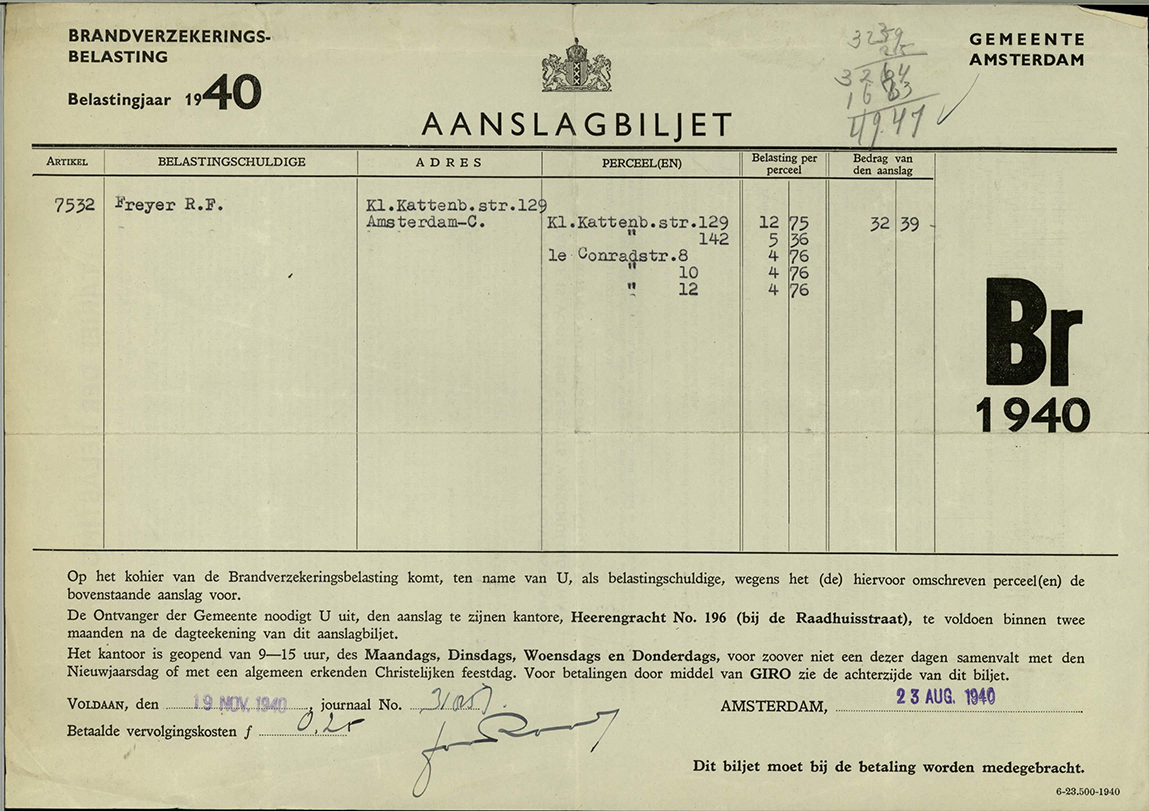 BRANDVERZEKERINGS-
BELASTING
Belastingjaar 1940
GEMEENTE
AMSTERDAM
3239
25
3264
1683
4947
AANSLAGBILJET
ARTIKEL BELASTINGSCHULDIGE ADRES PERCEEL(EN) Belasting per perceel Bedrag van den aanslag
7532 Freyer R.F. Kl.Kattenb.str.129
Amsterdam-C. Kl.Kattenb.str.129 12 75 32 39
" 142 5 36
1e Conradstr.8 4 76
" 10 4 76
" 12 4 76
Br
1940
Op het kohier van de Brandverzekeringsbelasting komt, ten name van U, als belastingschuldige, wegens het (de) hiervoor omschreven perceel(en) de
bovenstaande aanslag voor.
De Ontvanger der Gemeente noodigt U uit, den aanslag te zijnen kantore, Heerengracht No. 196 (bij de Raadhuisstraat), te voldoen binnen twee
maanden na de dagteekening van dit aanslagbiljet.
Het kantoor is geopend van 9—15 uur, des Maandags, Dinsdags, Woensdags en Donderdags, voor zoover niet een dezer dagen samenvalt met den
Nieuwjaarsdag of met een algemeen erkenden Christelijken feestdag. Voor betalingen door middel van GIRO zie de achterzijde van dit biljet.
VOLDAAN, den 19 NOV. 1940, journaal No.
AMSTERDAM, 23 AUG. 1940
Betaalde vervolgingskosten f 0,25
Dit biljet moet bij de betaling worden medegebracht.
6-23.500-1940